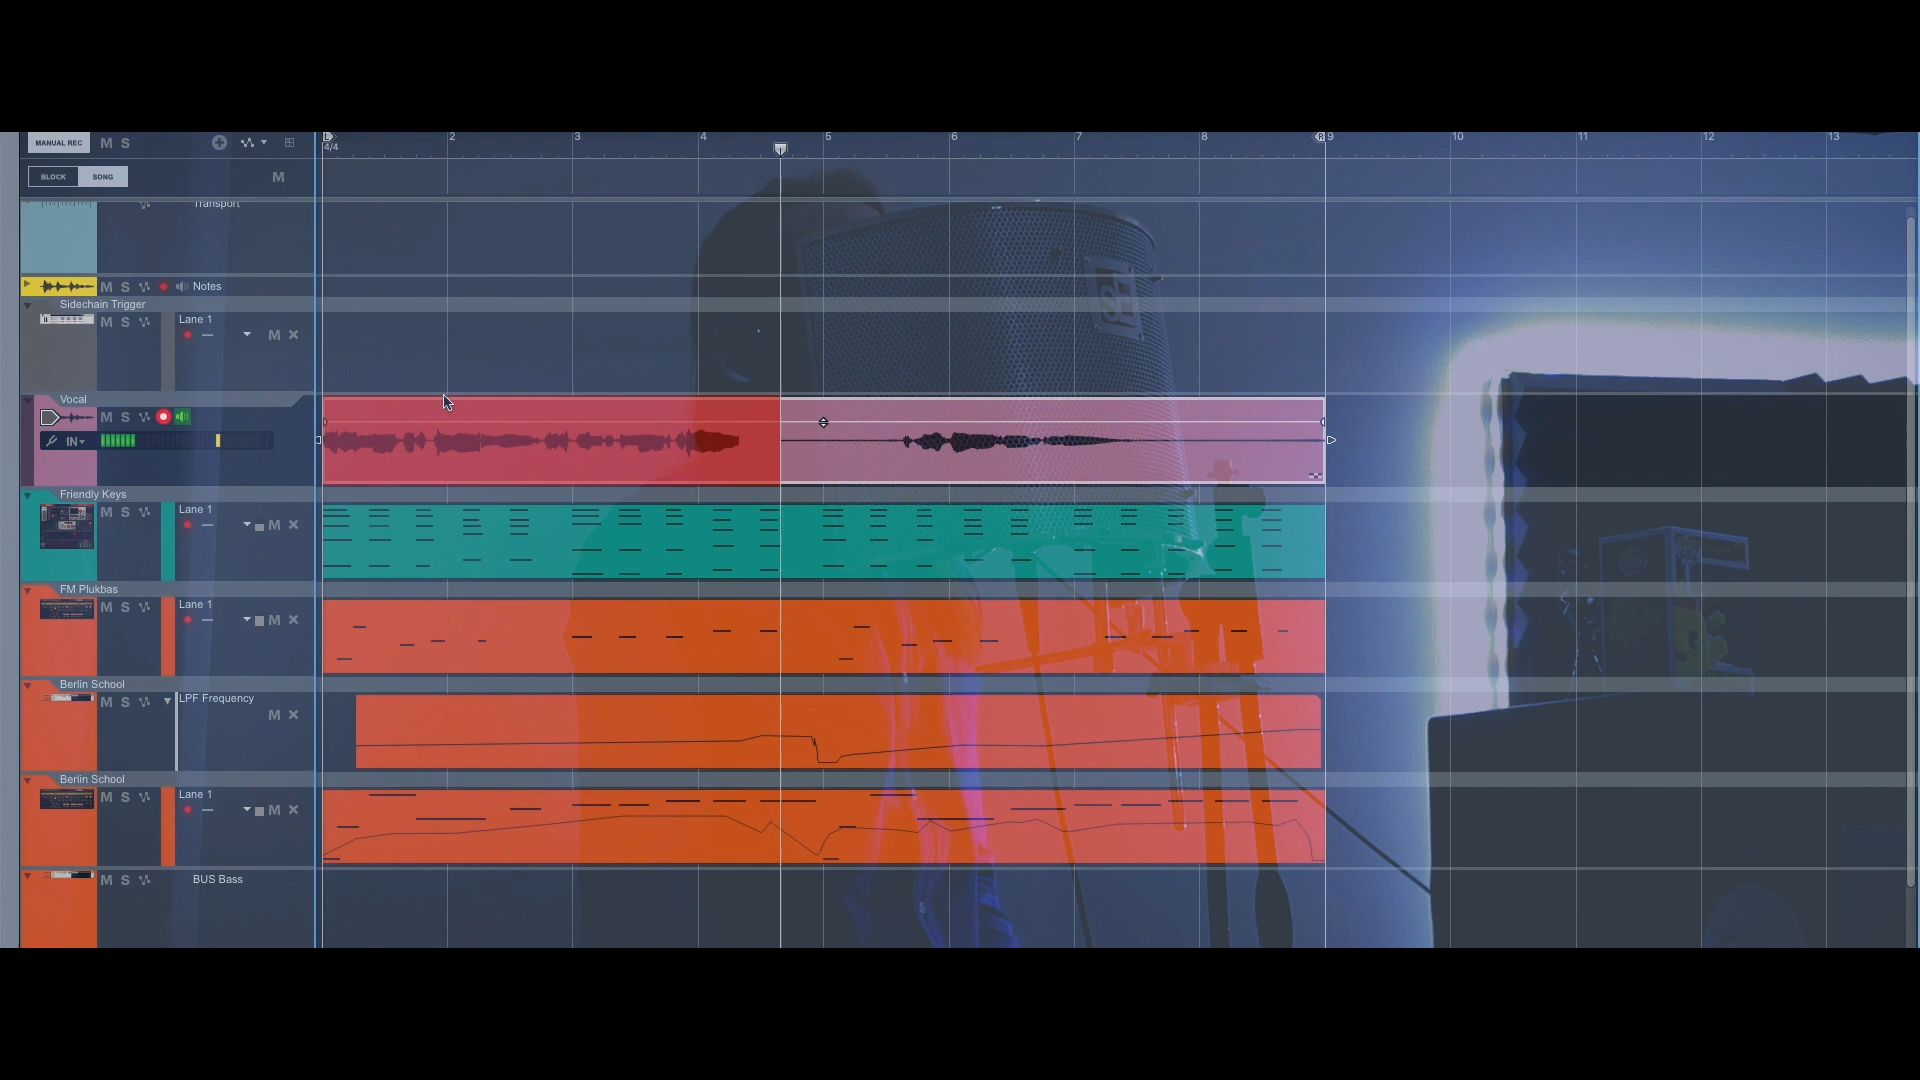 MANUAL REC M S
L 2 3 4 5 6 7 8 R 9 10 11 12 13
4/4
BLOCK SONG M
Transport
M S Notes
Sidechain Trigger
M S Lane 1
M
Vocal
M S
IN
Friendly Keys
M S Lane 1
M
FM Plukbas
M S Lane 1
M
Berlin School
M S LPF Frequency
M
Berlin School
M S Lane 1
M
M S BUS Bass
SE